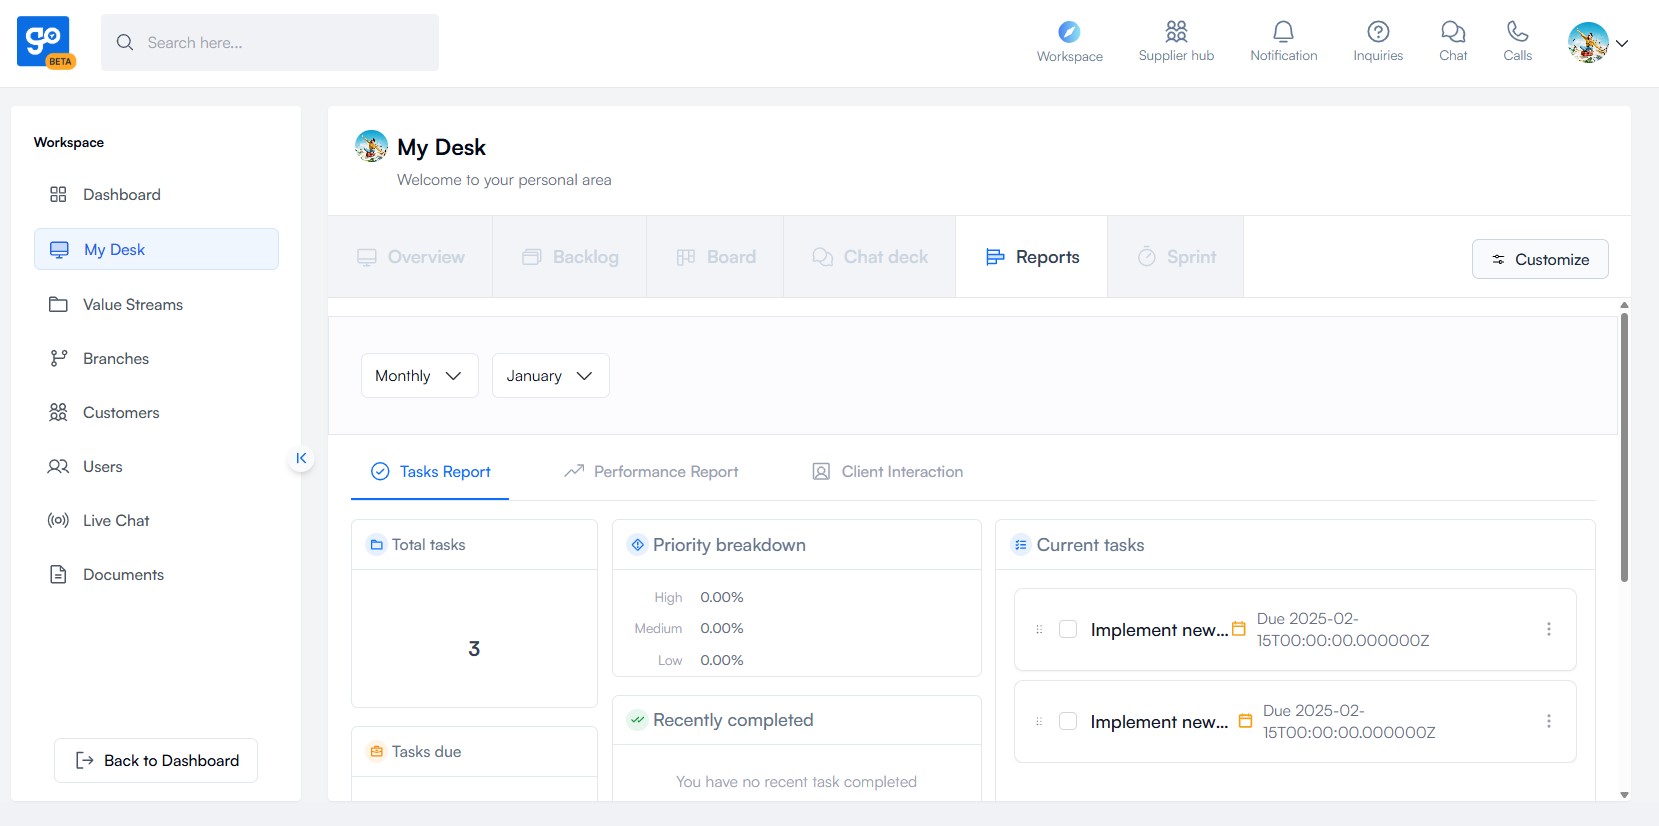 go
BETA
Search here...
Workspace
Supplier hub
Notification
Inquiries
Chat
Calls
Workspace
Dashboard
My Desk
Value Streams
Branches
Customers
Users
Live Chat
Documents
Back to Dashboard
My Desk
Welcome to your personal area
Overview
Backlog
Board
Chat deck
Reports
Sprint
Customize
Monthly
January
Tasks Report
Performance Report
Client Interaction
Total tasks
3
Tasks due
Priority breakdown
High 0.00%
Medium 0.00%
Low 0.00%
Recently completed
You have no recent task completed
Current tasks
Implement new...
Due 2025-02-
15T00:00:00.000000Z
Implement new...
Due 2025-02-
15T00:00:00.000000Z